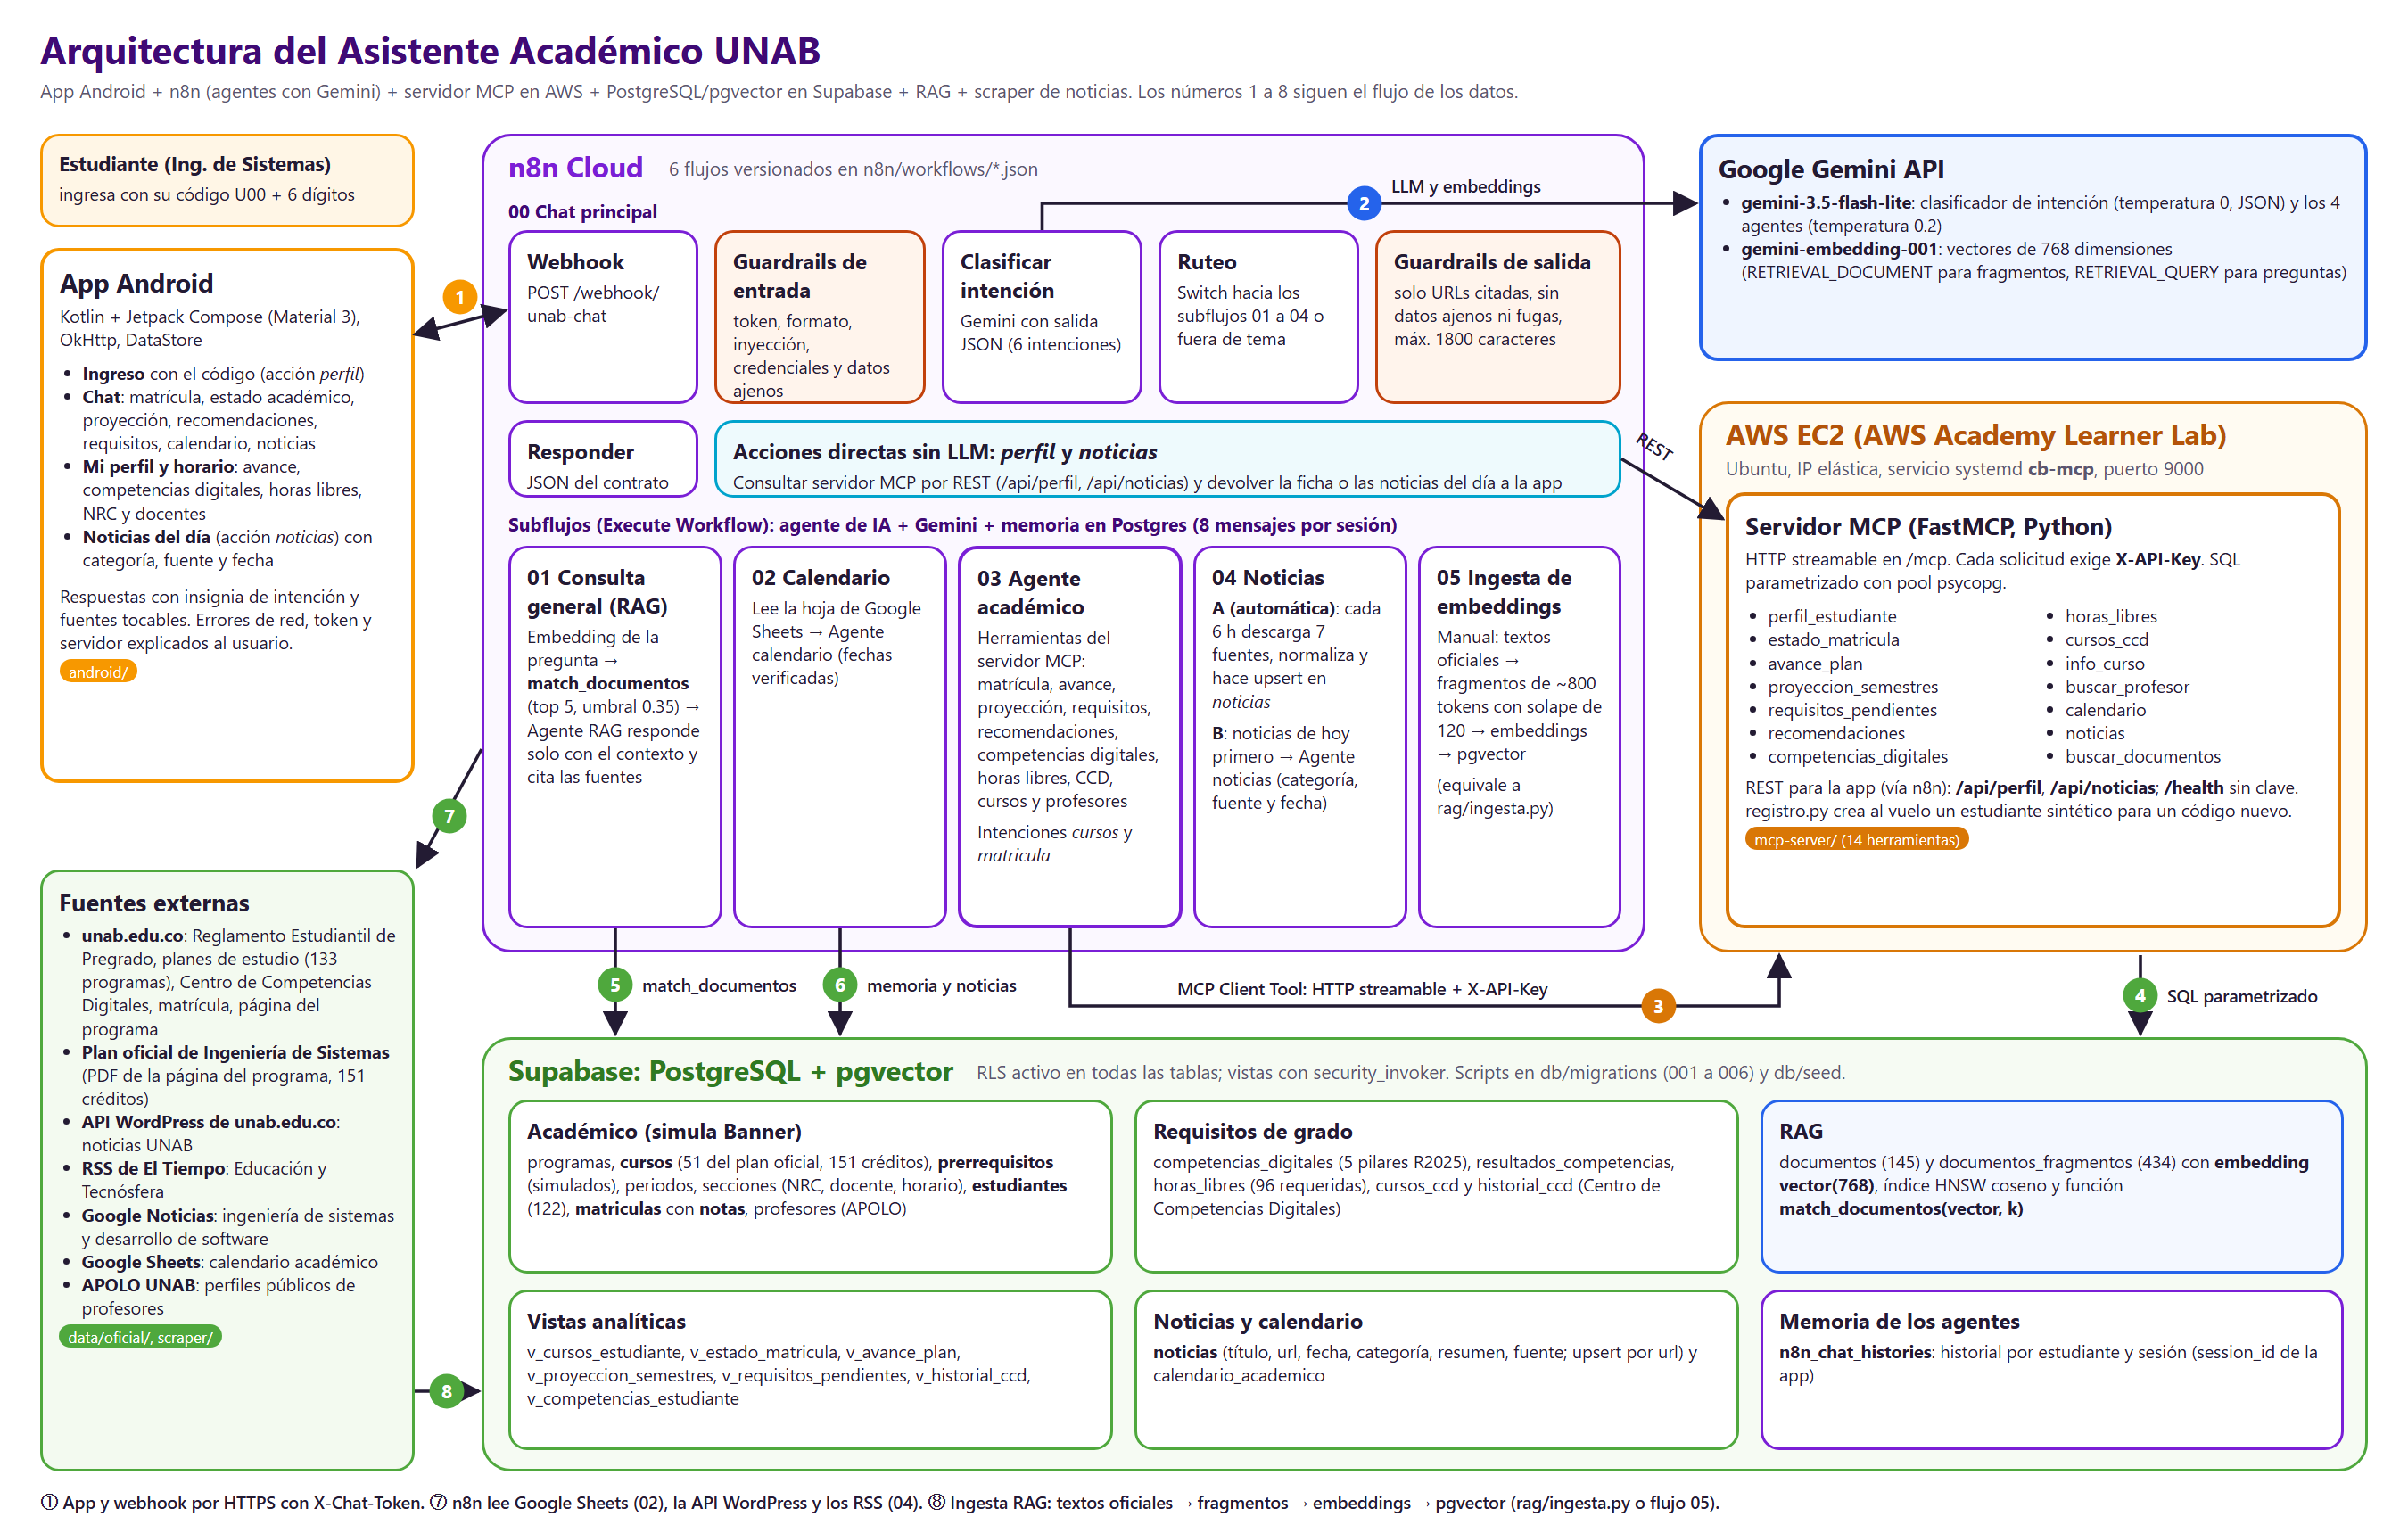 Arquitectura del Asistente Académico UNAB
App Android + n8n (agentes con Gemini) + servidor MCP en AWS + PostgreSQL/pgvector en Supabase + RAG + scraper de noticias. Los números 1 a 8 siguen el flujo de los datos.
Estudiante (Ing. de Sistemas)
ingresa con su código U00 + 6 dígitos
App Android
Kotlin + Jetpack Compose (Material 3),
OkHttp, DataStore
• Ingreso con el código (acción perfil)
• Chat: matrícula, estado académico,
proyección, recomendaciones,
requisitos, calendario, noticias
• Mi perfil y horario: avance,
competencias digitales, horas libres,
NRC y docentes
• Noticias del día (acción noticias) con
categoría, fuente y fecha
Respuestas con insignia de intención y
fuentes tocables. Errores de red, token y
servidor explicados al usuario.
android/
1
n8n Cloud
6 flujos versionados en n8n/workflows/*.json
00 Chat principal
Webhook
POST /webhook/
unab-chat
Guardrails de
entrada
token, formato,
inyección,
credenciales y datos
ajenos
Clasificar
intención
Gemini con salida
JSON (6 intenciones)
Ruteo
Switch hacia los
subflujos 01 a 04 o
fuera de tema
Guardrails de salida
solo URLs citadas, sin
datos ajenos ni fugas,
máx. 1800 caracteres
2
LLM y embeddings
Responder
JSON del contrato
Acciones directas sin LLM: perfil y noticias
Consultar servidor MCP por REST (/api/perfil, /api/noticias) y devolver la ficha o las noticias del día a la app
REST
Subflujos (Execute Workflow): agente de IA + Gemini + memoria en Postgres (8 mensajes por sesión)
01 Consulta
general (RAG)
Embedding de la
pregunta →
match_documentos
(top 5, umbral 0.35) →
Agente RAG responde
solo con el contexto y
cita las fuentes
02 Calendario
Lee la hoja de Google
Sheets → Agente
calendario (fechas
verificadas)
03 Agente
académico
Herramientas del
servidor MCP:
matrícula, avance,
proyección, requisitos,
recomendaciones,
competencias digitales,
horas libres, CCD,
cursos y profesores
Intenciones cursos y
matricula
04 Noticias
A (automática): cada
6 h descarga 7
fuentes, normaliza y
hace upsert en
noticias
B: noticias de hoy
primero → Agente
noticias (categoría,
fuente y fecha)
05 Ingesta de
embeddings
Manual: textos
oficiales →
fragmentos de ~800
tokens con solape de
120 → embeddings
→ pgvector
(equivale a
rag/ingesta.py)
Google Gemini API
• gemini-3.5-flash-lite: clasificador de intención (temperatura 0, JSON) y los 4
agentes (temperatura 0.2)
• gemini-embedding-001: vectores de 768 dimensiones
(RETRIEVAL_DOCUMENT para fragmentos, RETRIEVAL_QUERY para preguntas)
AWS EC2 (AWS Academy Learner Lab)
Ubuntu, IP elástica, servicio systemd cb-mcp, puerto 9000
Servidor MCP (FastMCP, Python)
HTTP streamable en /mcp. Cada solicitud exige X-API-Key. SQL
parametrizado con pool psycopg.
• perfil_estudiante
• estado_matricula
• avance_plan
• proyeccion_semestres
• requisitos_pendientes
• recomendaciones
• competencias_digitales
• horas_libres
• cursos_ccd
• info_curso
• buscar_profesor
• calendario
• noticias
• buscar_documentos
REST para la app (vía n8n): /api/perfil, /api/noticias; /health sin clave.
registro.py crea al vuelo un estudiante sintético para un código nuevo.
mcp-server/ (14 herramientas)
7
Fuentes externas
• unab.edu.co: Reglamento Estudiantil de
Pregrado, planes de estudio (133
programas), Centro de Competencias
Digitales, matrícula, página del
programa
• Plan oficial de Ingeniería de Sistemas
(PDF de la página del programa, 151
créditos)
• API WordPress de unab.edu.co:
noticias UNAB
• RSS de El Tiempo: Educación y
Tecnósfera
• Google Noticias: ingeniería de sistemas
y desarrollo de software
• Google Sheets: calendario académico
• APOLO UNAB: perfiles públicos de
profesores
data/oficial/, scraper/
5
match_documentos
6
memoria y noticias
MCP Client Tool: HTTP streamable + X-API-Key
3
4
SQL parametrizado
8
Supabase: PostgreSQL + pgvector
RLS activo en todas las tablas; vistas con security_invoker. Scripts en db/migrations (001 a 006) y db/seed.
Académico (simula Banner)
programas, cursos (51 del plan oficial, 151 créditos), prerrequisitos
(simulados), periodos, secciones (NRC, docente, horario), estudiantes
(122), matriculas con notas, profesores (APOLO)
Requisitos de grado
competencias_digitales (5 pilares R2025), resultados_competencias,
horas_libres (96 requeridas), cursos_ccd y historial_ccd (Centro de
Competencias Digitales)
RAG
documentos (145) y documentos_fragmentos (434) con embedding
vector(768), índice HNSW coseno y función
match_documentos(vector, k)
Vistas analíticas
v_cursos_estudiante, v_estado_matricula, v_avance_plan,
v_proyeccion_semestres, v_requisitos_pendientes, v_historial_ccd,
v_competencias_estudiante
Noticias y calendario
noticias (título, url, fecha, categoría, resumen, fuente; upsert por url) y
calendario_academico
Memoria de los agentes
n8n_chat_histories: historial por estudiante y sesión (session_id de la
app)
① App y webhook por HTTPS con X-Chat-Token. ⑦ n8n lee Google Sheets (02), la API WordPress y los RSS (04). ⑧ Ingesta RAG: textos oficiales → fragmentos → embeddings → pgvector (rag/ingesta.py o flujo 05).